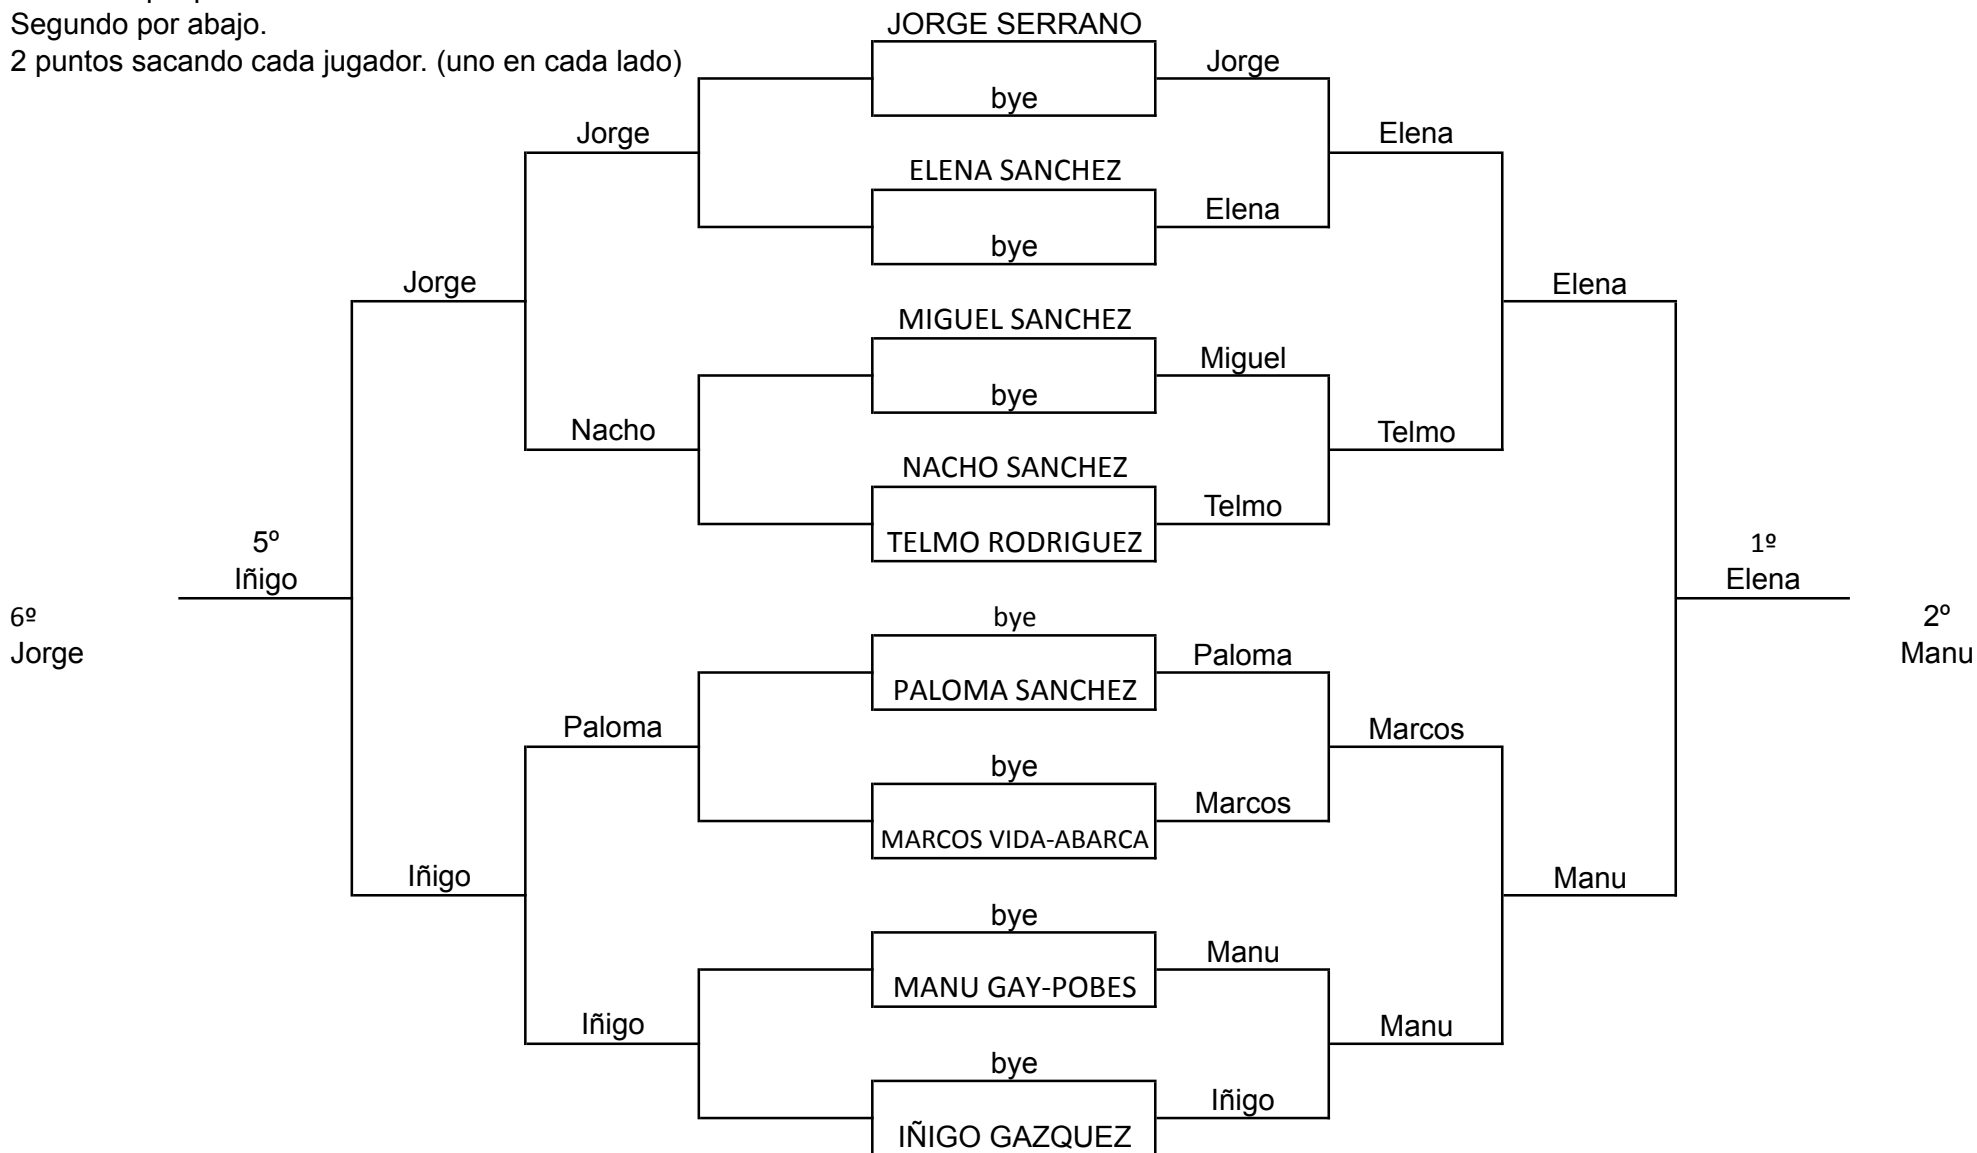 Segundo por abajo.
2 puntos sacando cada jugador. (uno en cada lado)
JORGE SERRANO
Jorge
bye
Jorge
Elena
ELENA SANCHEZ
Elena
bye
Jorge
Elena
MIGUEL SANCHEZ
Miguel
bye
Nacho
Telmo
NACHO SANCHEZ
Telmo
TELMO RODRIGUEZ
5º
1º
Iñigo
Elena
6º
bye
2º
Jorge
Paloma
Manu
PALOMA SANCHEZ
Paloma
Marcos
bye
Marcos
MARCOS VIDA-ABARCA
Iñigo
Manu
bye
Manu
MANU GAY-POBES
Iñigo
Manu
bye
Iñigo
IÑIGO GAZQUEZ